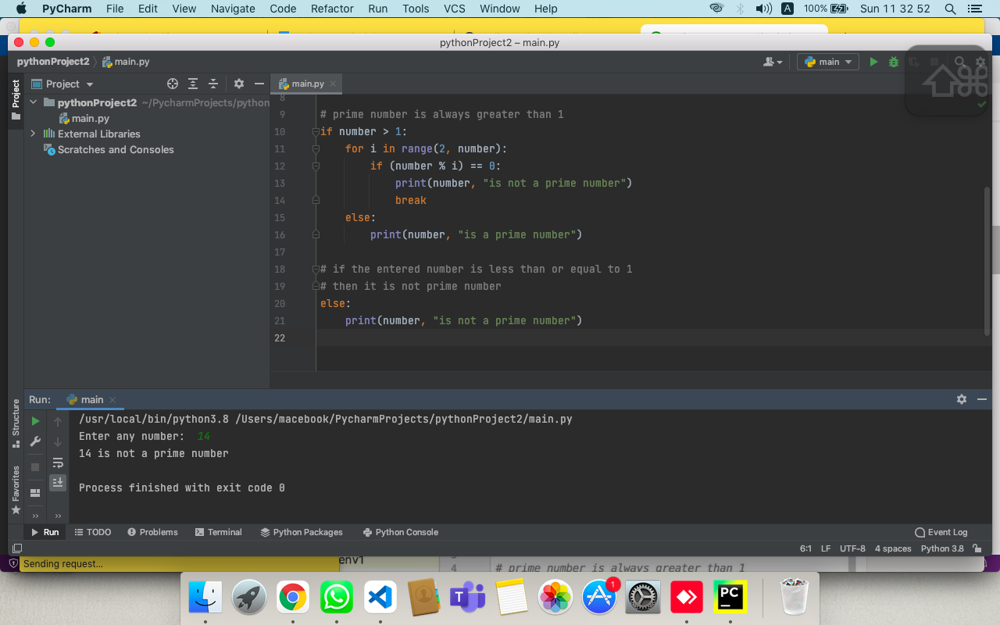 PyCharm File Edit View Navigate Code Refactor Run Tools VCS Window Help 100% Sun 11 32 52
pythonProject2 – main.py
pythonProject2 main.py main
Project main.py
Project
pythonProject2 ~/PycharmProjects/python
main.py
External Libraries
Scratches and Consoles
8
9 # prime number is always greater than 1
10 if number > 1:
11 for i in range(2, number):
12 if (number % i) == 0:
13 print(number, "is not a prime number")
14 break
15 else:
16 print(number, "is a prime number")
17
18 # if the entered number is less than or equal to 1
19 # then it is not prime number
20 else:
21 print(number, "is not a prime number")
22
Run: main
Structure
Favorites
/usr/local/bin/python3.8 /Users/macebook/PycharmProjects/pythonProject2/main.py
Enter any number: 14
14 is not a prime number
Process finished with exit code 0
Run TODO Problems Terminal Python Packages Python Console Event Log
6:1 LF UTF-8 4 spaces Python 3.8
Sending request... env1 4 # prime number is always greater than 1
1
PC